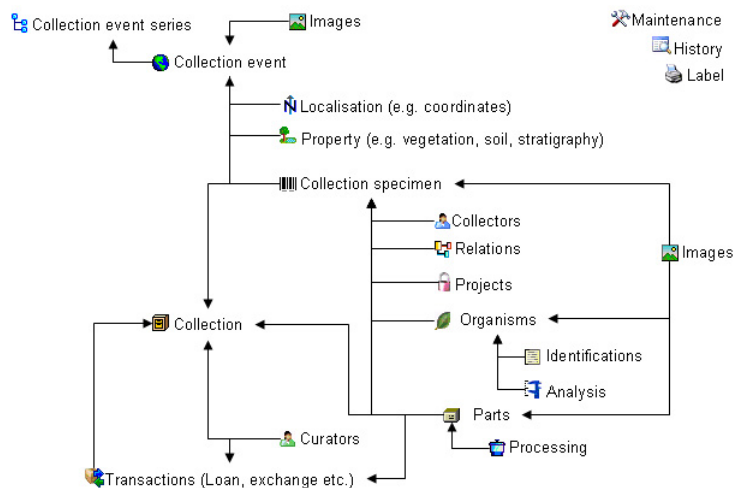 Collection event series
Images
Maintenance
History
Label
Collection event
Localisation (e.g. coordinates)
Property (e.g. vegetation, soil, stratigraphy)
Collection specimen
Collectors
Relations
Images
Projects
Organisms
Collection
Identifications
Analysis
Parts
Curators
Processing
Transactions (Loan, exchange etc.)